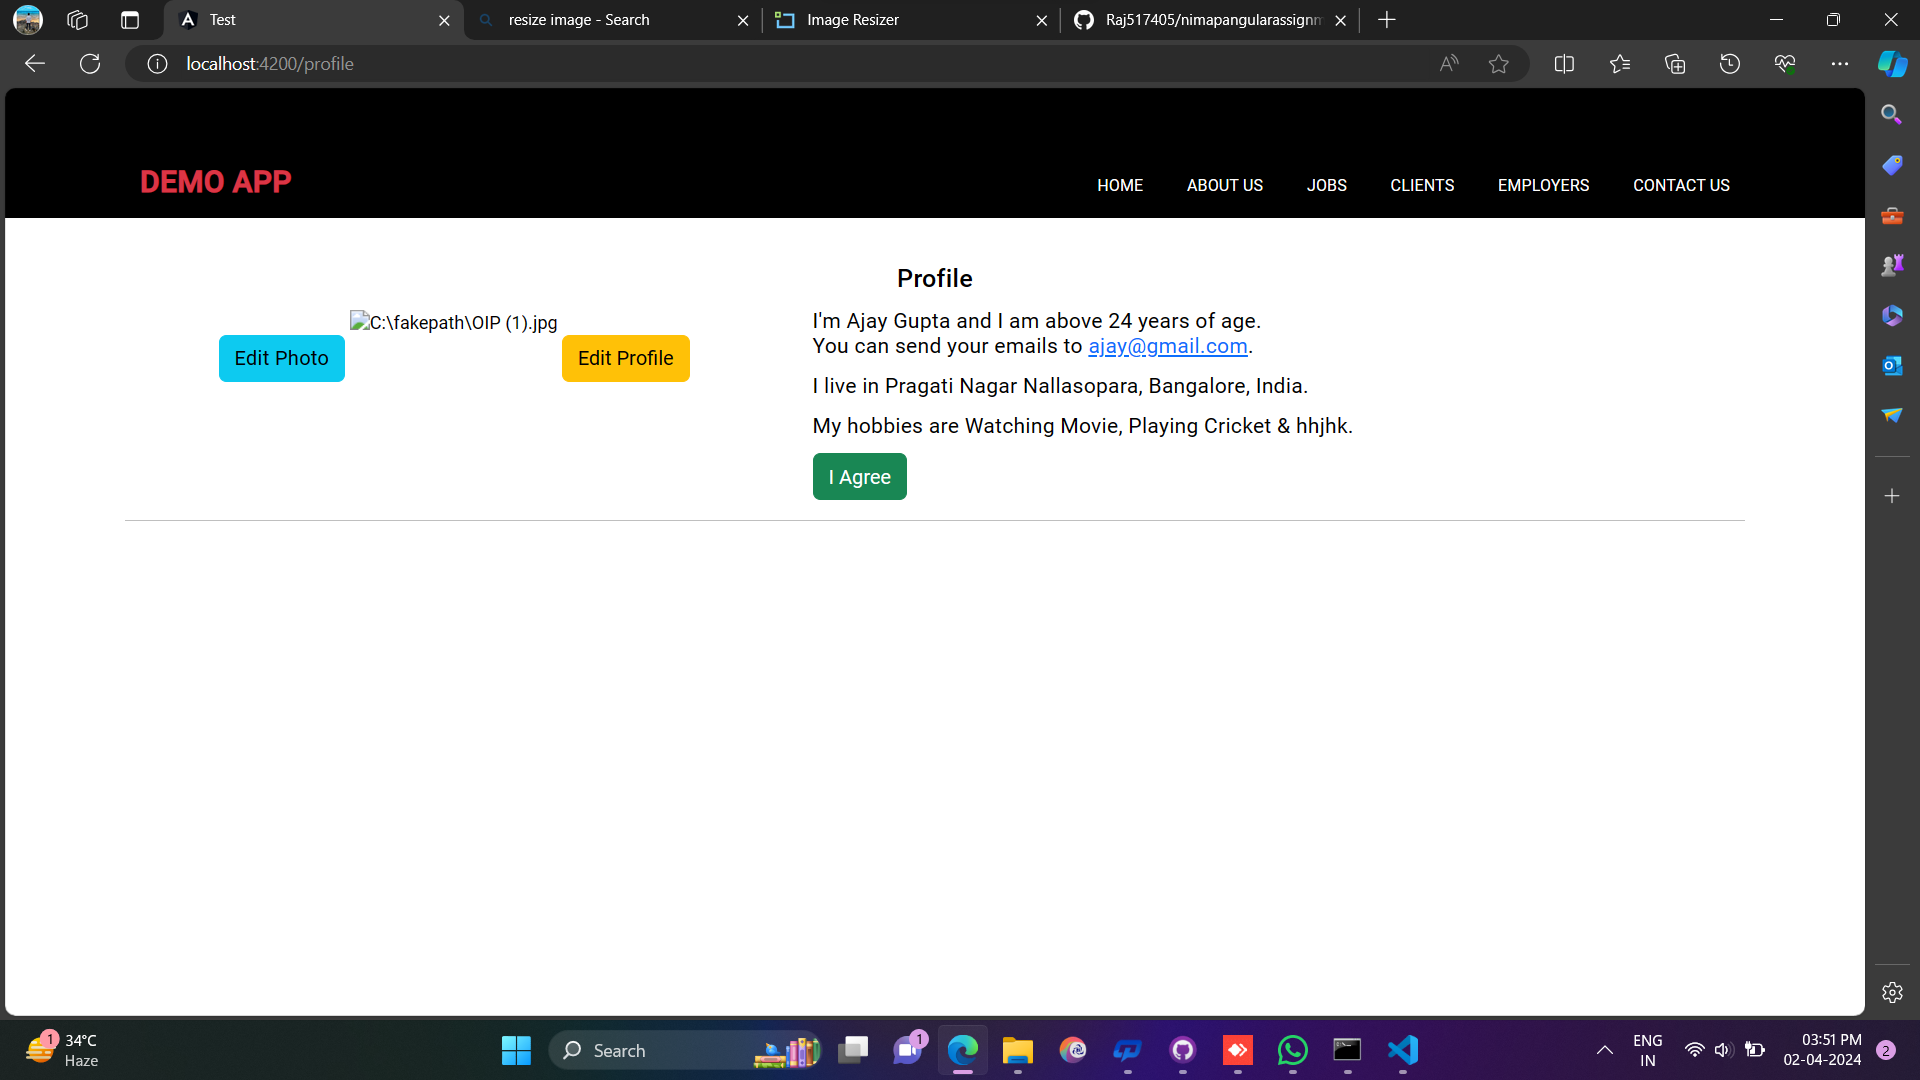 Test
resize image - Search
Image Resizer
Raj517405/nimapangularassignm
localhost:4200/profile
DEMO APP
HOME
ABOUT US
JOBS
CLIENTS
EMPLOYERS
CONTACT US
Profile
C:\fakepath\OIP (1).jpg
Edit Photo
Edit Profile
I'm Ajay Gupta and I am above 24 years of age.
You can send your emails to ajay@gmail.com.
I live in Pragati Nagar Nallasopara, Bangalore, India.
My hobbies are Watching Movie, Playing Cricket & hhjhk.
I Agree
1
34°C
Haze
Search
1
ENG
IN
03:51 PM
02-04-2024
2